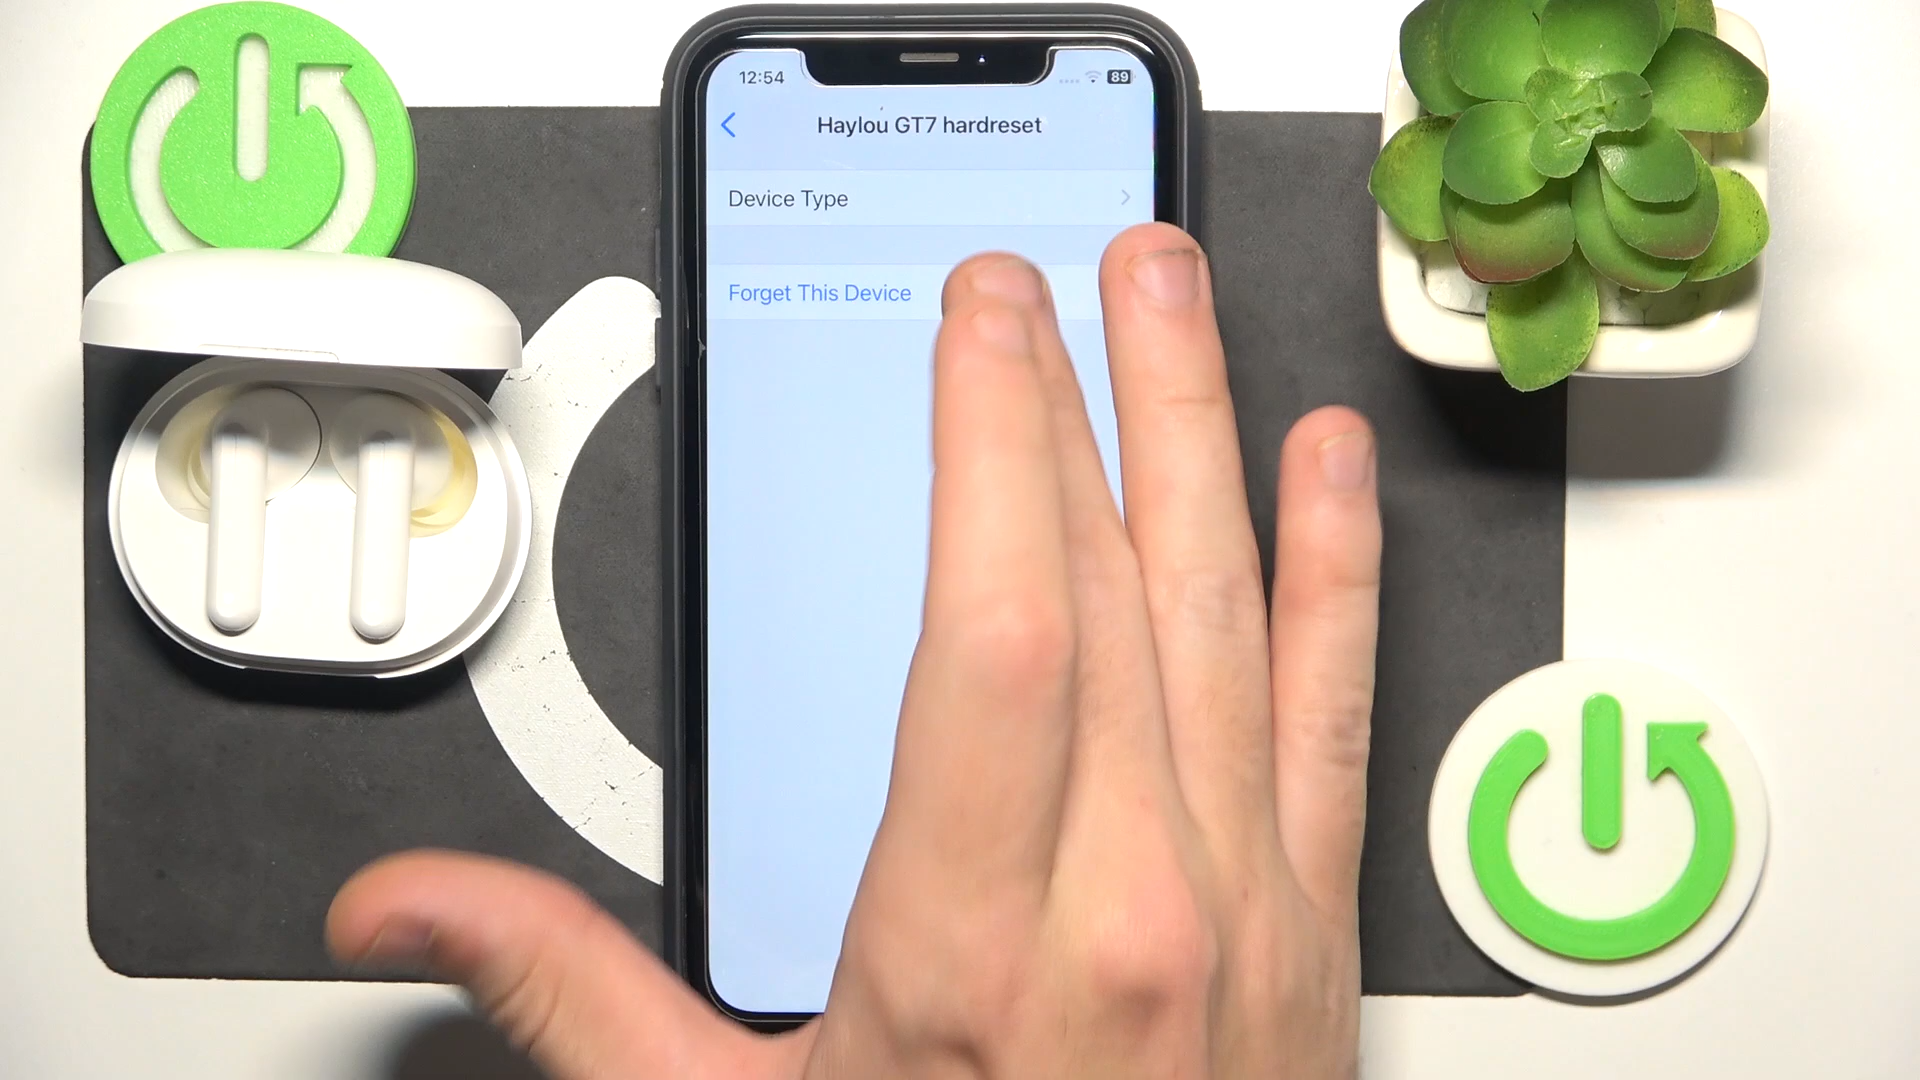 12:54
89
Haylou GT7 hardreset
Device Type
Forget This Device